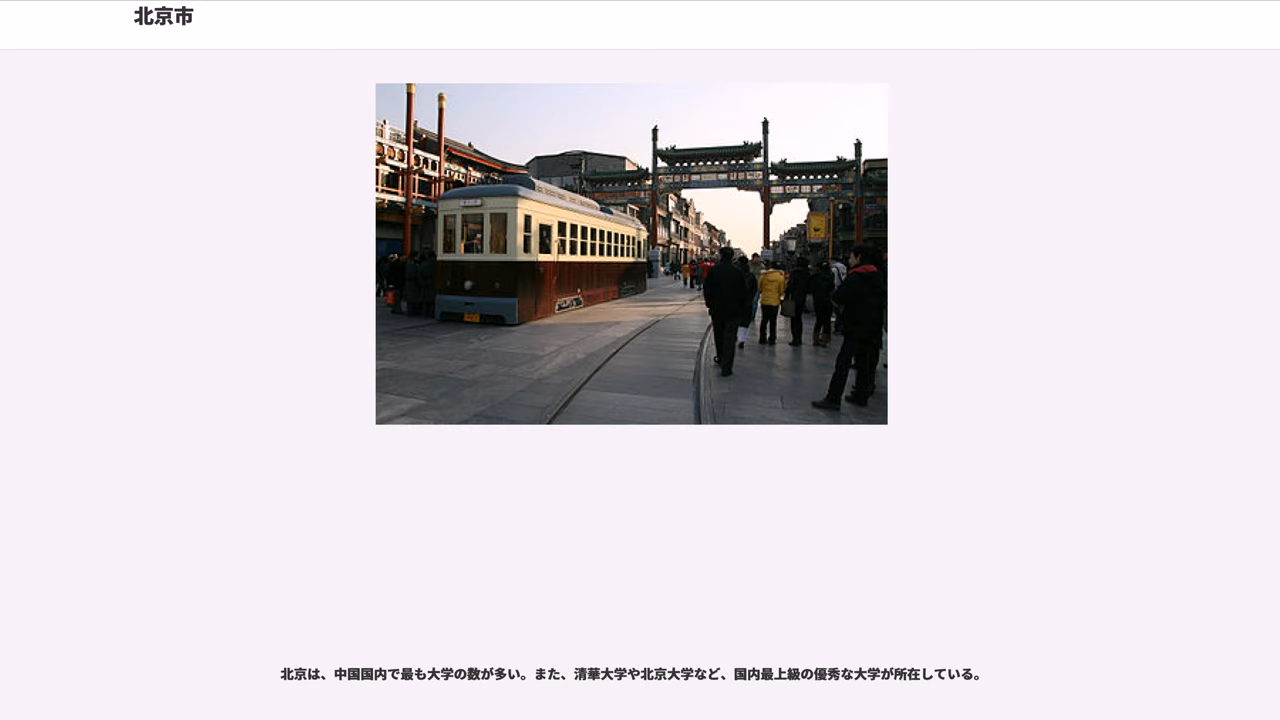 北京市
北京は、中国国内で最も大学の数が多い。また、清華大学や北京大学など、国内最上級の優秀な大学が所在している。